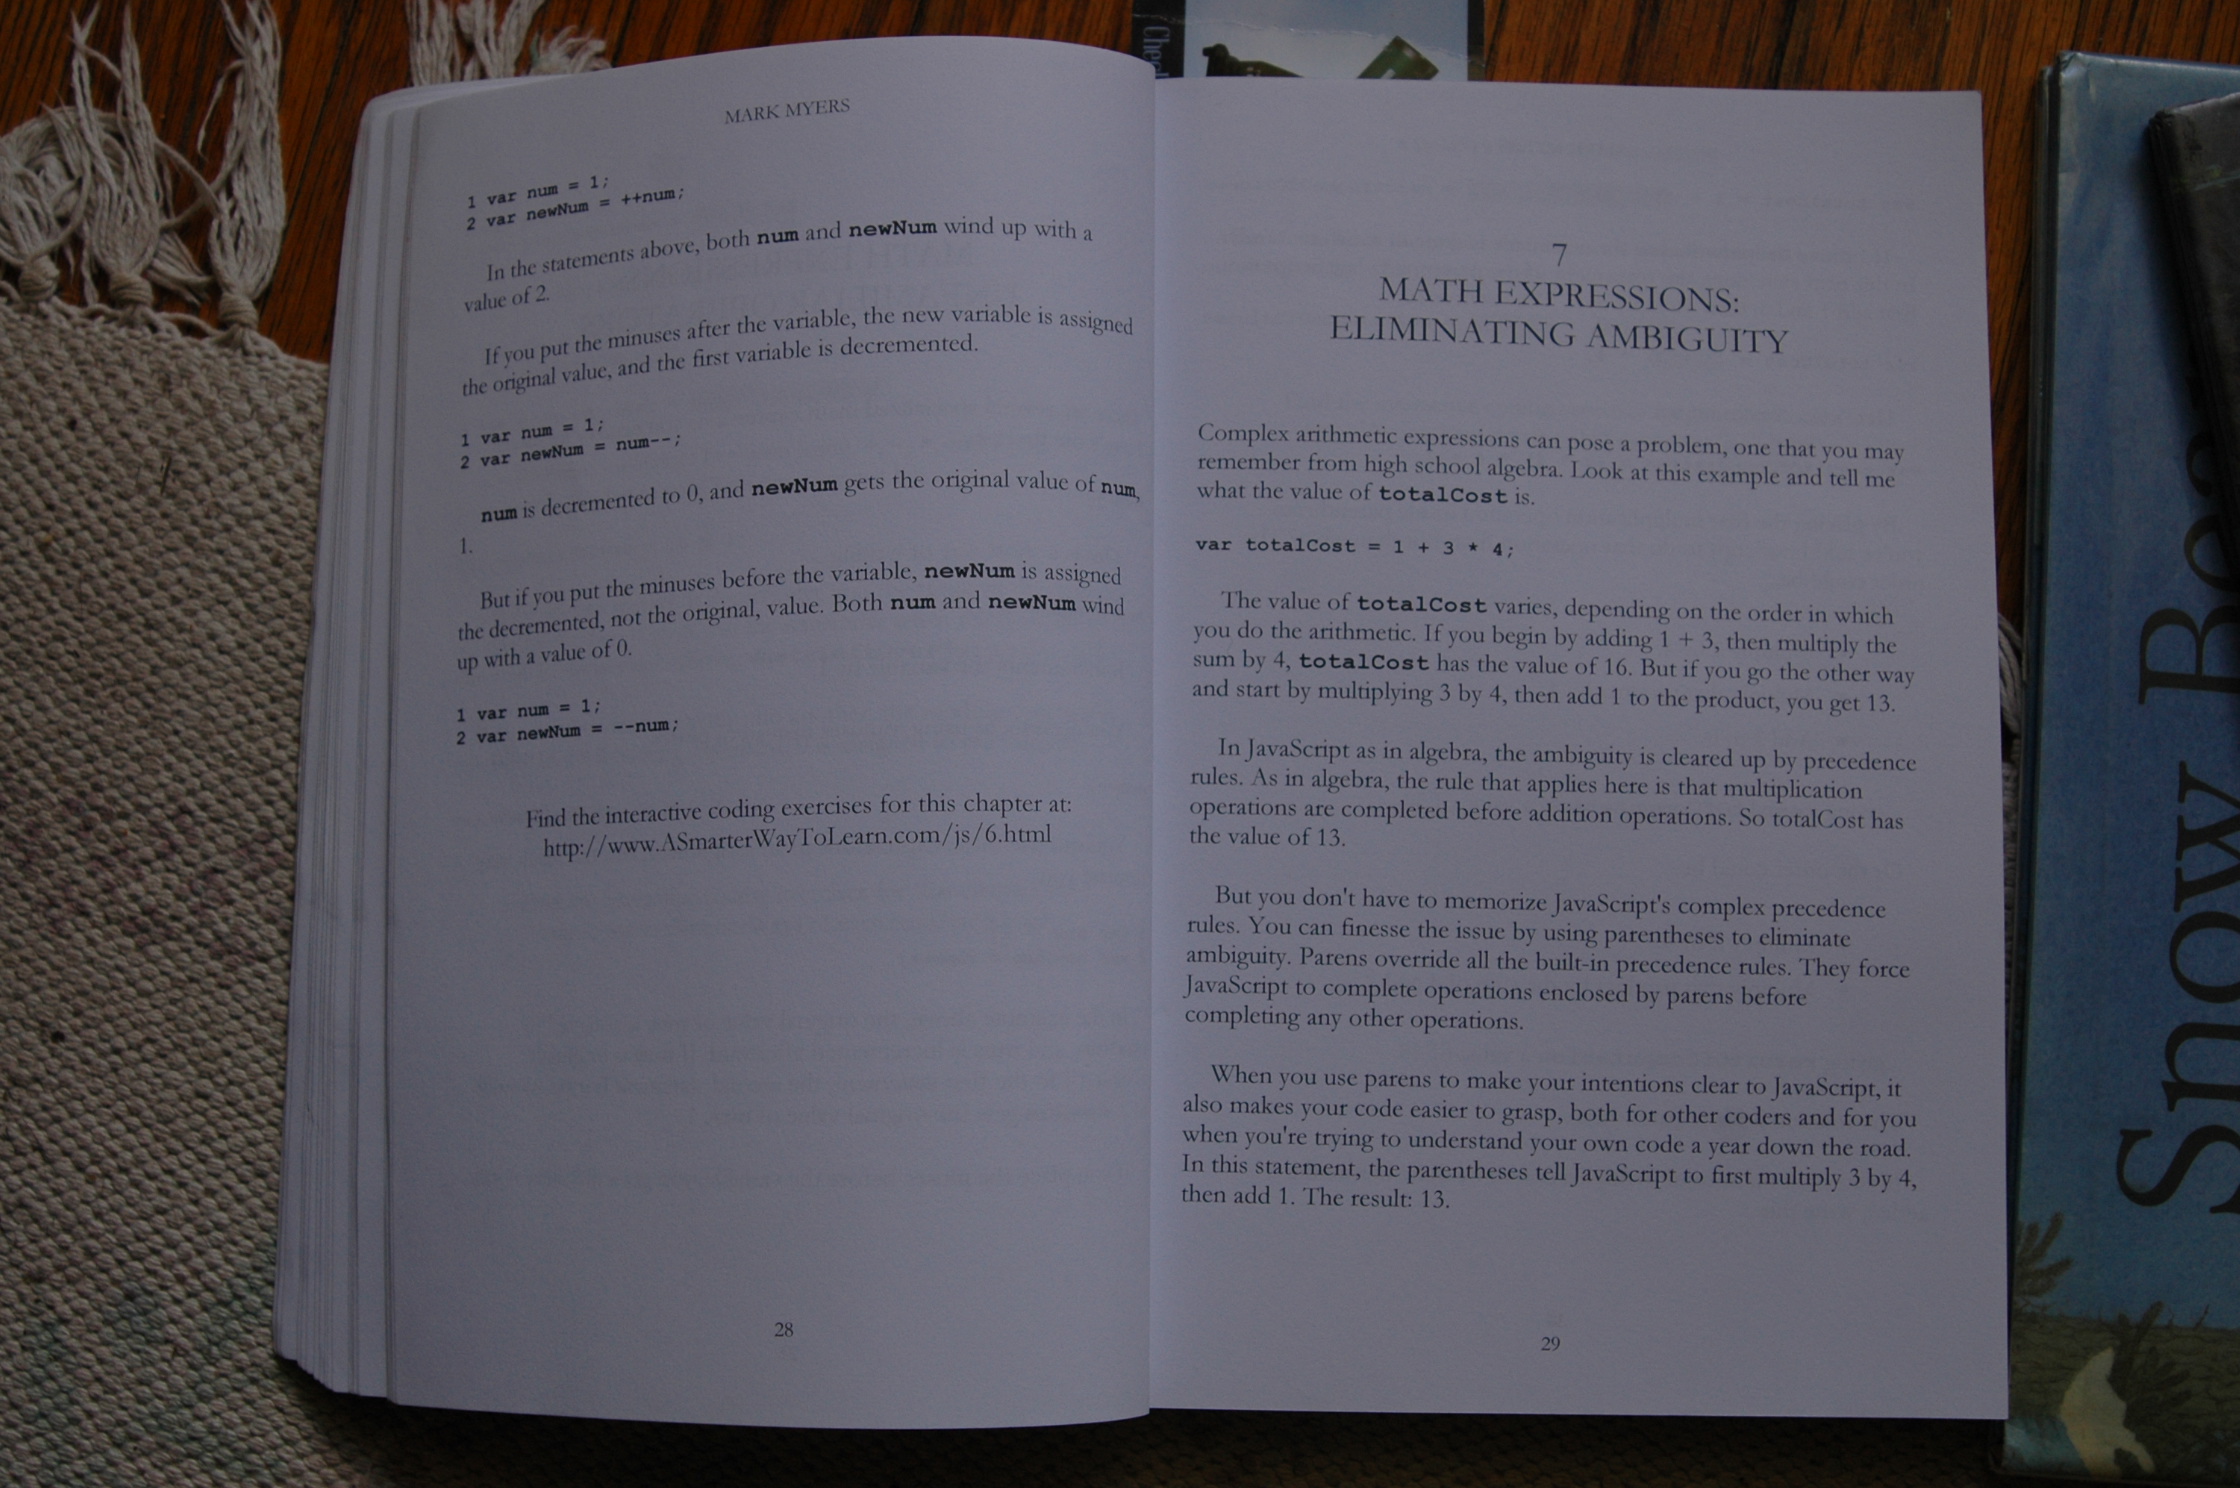 MARK MYERS
1 var num = 1;
2 var newNum = ++num;
In the statements above, both num and newNum wind up with a
value of 2.
If you put the minuses after the variable, the new variable is assigned
the original value, and the first variable is decremented.
1 var num = 1;
2 var newNum = num--;
num is decremented to 0, and newNum gets the original value of num,
1.
But if you put the minuses before the variable, newNum is assigned
the decremented, not the original, value. Both num and newNum wind
up with a value of 0.
1 var num = 1;
2 var newNum = --num;
Find the interactive coding exercises for this chapter at:
http://www.ASmarterWayToLearn.com/js/6.html
28
7
MATH EXPRESSIONS:
ELIMINATING AMBIGUITY
Complex arithmetic expressions can pose a problem, one that you may
remember from high school algebra. Look at this example and tell me
what the value of totalCost is.
var totalCost = 1 + 3 * 4;
The value of totalCost varies, depending on the order in which
you do the arithmetic. If you begin by adding 1 + 3, then multiply the
sum by 4, totalCost has the value of 16. But if you go the other way
and start by multiplying 3 by 4, then add 1 to the product, you get 13.
In JavaScript as in algebra, the ambiguity is cleared up by precedence
rules. As in algebra, the rule that applies here is that multiplication
operations are completed before addition operations. So totalCost has
the value of 13.
But you don't have to memorize JavaScript's complex precedence
rules. You can finesse the issue by using parentheses to eliminate
ambiguity. Parens override all the built-in precedence rules. They force
JavaScript to complete operations enclosed by parens before
completing any other operations.
When you use parens to make your intentions clear to JavaScript, it
also makes your code easier to grasp, both for other coders and for you
when you're trying to understand your own code a year down the road.
In this statement, the parentheses tell JavaScript to first multiply 3 by 4,
then add 1. The result: 13.
29
Snow